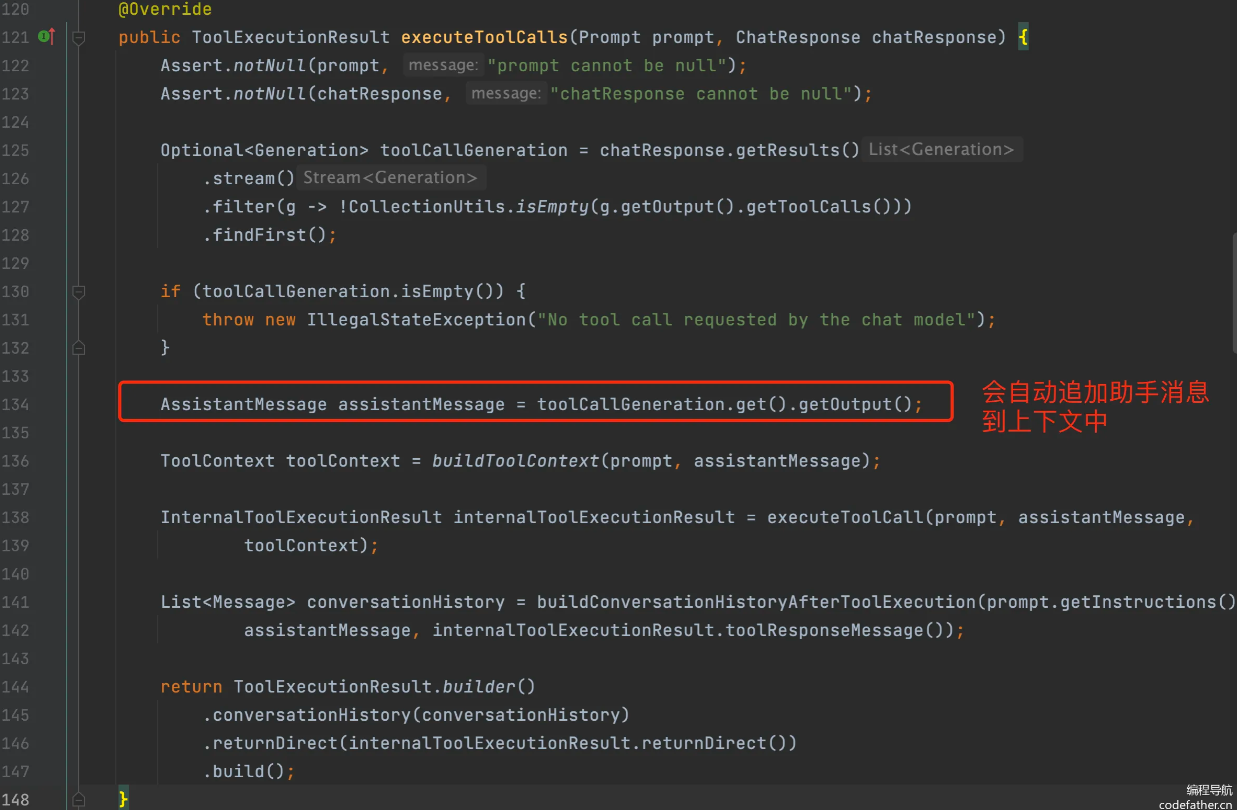 120 @Override
121 public ToolExecutionResult executeToolCalls(Prompt prompt, ChatResponse chatResponse) {
122 Assert.notNull(prompt, message: "prompt cannot be null");
123 Assert.notNull(chatResponse, message: "chatResponse cannot be null");
124
125 Optional<Generation> toolCallGeneration = chatResponse.getResults() List<Generation>
126 .stream() Stream<Generation>
127 .filter(g -> !CollectionUtils.isEmpty(g.getOutput().getToolCalls()))
128 .findFirst();
129
130 if (toolCallGeneration.isEmpty()) {
131 throw new IllegalStateException("No tool call requested by the chat model");
132 }
133
134 AssistantMessage assistantMessage = toolCallGeneration.get().getOutput();
会自动追加助手消息
到上下文中
135
136 ToolContext toolContext = buildToolContext(prompt, assistantMessage);
137
138 InternalToolExecutionResult internalToolExecutionResult = executeToolCall(prompt, assistantMessage,
139 toolContext);
140
141 List<Message> conversationHistory = buildConversationHistoryAfterToolExecution(prompt.getInstructions()
142 assistantMessage, internalToolExecutionResult.toolResponseMessage());
143
144 return ToolExecutionResult.builder()
145 .conversationHistory(conversationHistory)
146 .returnDirect(internalToolExecutionResult.returnDirect())
147 .build();
148 }
编程导航
codefather.cn